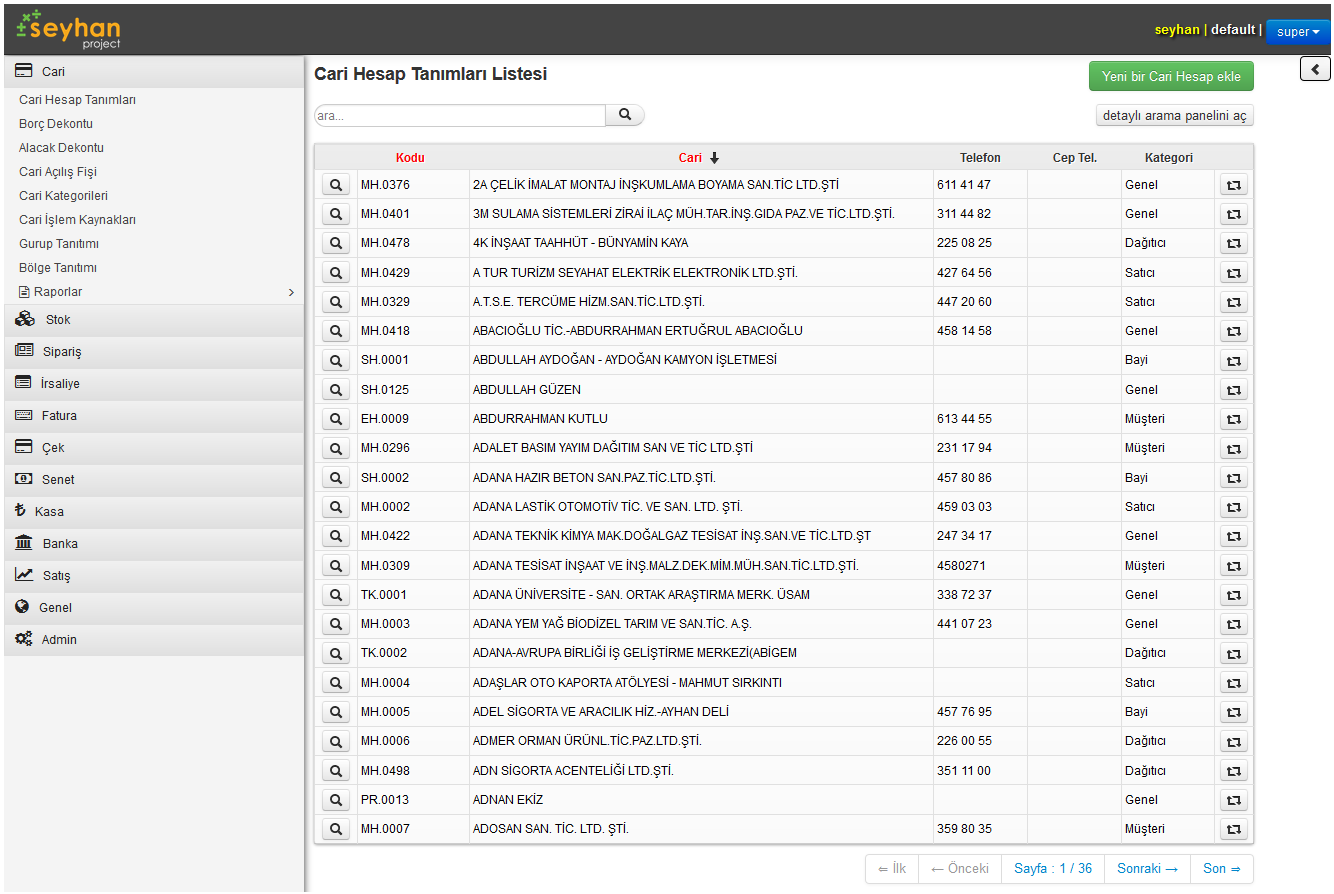 seyhan
project
seyhan | default | super
Cari
Cari Hesap Tanımları
Borç Dekontu
Alacak Dekontu
Cari Açılış Fişi
Cari Kategorileri
Cari İşlem Kaynakları
Gurup Tanıtımı
Bölge Tanıtımı
Raporlar
Stok
Sipariş
İrsaliye
Fatura
Çek
Senet
Kasa
Banka
Satış
Genel
Admin
Cari Hesap Tanımları Listesi
Yeni bir Cari Hesap ekle
ara...
detaylı arama panelini aç
Kodu Cari Telefon Cep Tel. Kategori
MH.0376 2A ÇELİK İMALAT MONTAJ İNŞKUMLAMA BOYAMA SAN.TİC LTD.ŞTİ 611 41 47 Genel
MH.0401 3M SULAMA SİSTEMLERİ ZİRAİ İLAÇ MÜH.TAR.İNŞ.GIDA PAZ.VE TİC.LTD.ŞTİ. 311 44 82 Genel
MH.0478 4K İNŞAAT TAAHHÜT - BÜNYAMİN KAYA 225 08 25 Dağıtıcı
MH.0429 A TUR TURİZM SEYAHAT ELEKTRİK ELEKTRONİK LTD.ŞTİ. 427 64 56 Satıcı
MH.0329 A.T.S.E. TERCÜME HİZM.SAN.TİC.LTD.ŞTİ. 447 20 60 Satıcı
MH.0418 ABACIOĞLU TİC.-ABDURRAHMAN ERTUĞRUL ABACIOĞLU 458 14 58 Genel
SH.0001 ABDULLAH AYDOĞAN - AYDOĞAN KAMYON İŞLETMESİ Bayi
SH.0125 ABDULLAH GÜZEN Genel
EH.0009 ABDURRAHMAN KUTLU 613 44 55 Müşteri
MH.0296 ADALET BASIM YAYIM DAĞITIM SAN VE TİC LTD.ŞTİ 231 17 94 Müşteri
SH.0002 ADANA HAZIR BETON SAN.PAZ.TİC.LTD.ŞTİ. 457 80 86 Bayi
MH.0002 ADANA LASTİK OTOMOTİV TİC. VE SAN. LTD. ŞTİ. 459 03 03 Satıcı
MH.0422 ADANA TEKNİK KİMYA MAK.DOĞALGAZ TESİSAT İNŞ.SAN.VE TİC.LTD.ŞT 247 34 17 Genel
MH.0309 ADANA TESİSAT İNŞAAT VE İNŞ.MALZ.DEK.MİM.MÜH.SAN.TİC.LTD.ŞTİ. 4580271 Müşteri
TK.0001 ADANA ÜNİVERSİTE - SAN. ORTAK ARAŞTIRMA MERK. ÜSAM 338 72 37 Genel
MH.0003 ADANA YEM YAĞ BİODİZEL TARIM VE SAN.TİC. A.Ş. 441 07 23 Genel
TK.0002 ADANA-AVRUPA BİRLİĞİ İŞ GELİŞTİRME MERKEZİ(ABİGEM Dağıtıcı
MH.0004 ADAŞLAR OTO KAPORTA ATÖLYESİ - MAHMUT SIRKINTI Satıcı
MH.0005 ADEL SİGORTA VE ARACILIK HİZ.-AYHAN DELİ 457 76 95 Bayi
MH.0006 ADMER ORMAN ÜRÜNL.TİC.PAZ.LTD.ŞTİ. 226 00 55 Dağıtıcı
MH.0498 ADN SİGORTA ACENTELİĞİ LTD.ŞTİ. 351 11 00 Dağıtıcı
PR.0013 ADNAN EKİZ Genel
MH.0007 ADOSAN SAN. TİC. LTD. ŞTİ. 359 80 35 Müşteri
⇐ İlk ← Önceki Sayfa : 1 / 36 Sonraki → Son ⇒